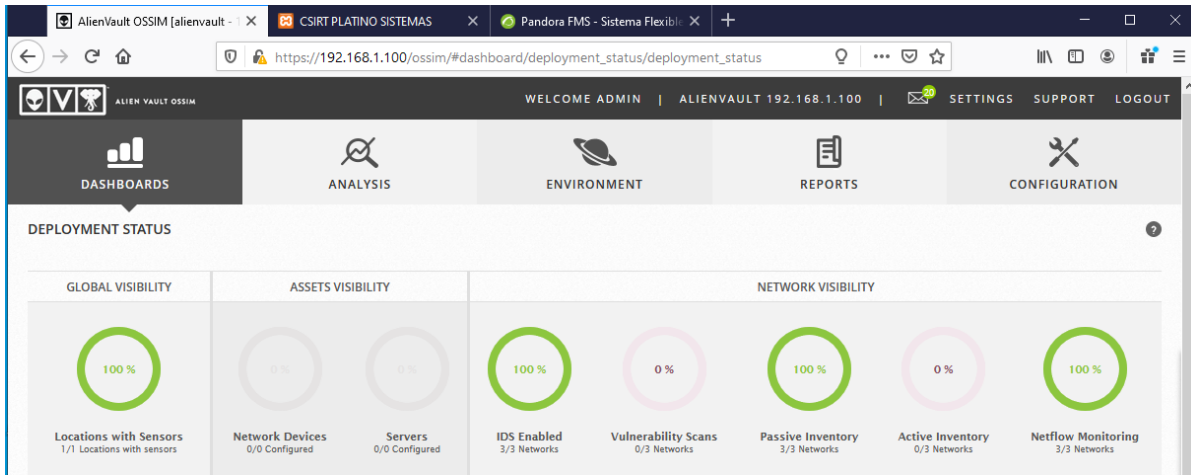 AlienVault OSSIM [alienvault - 1
CSIRT PLATINO SISTEMAS
Pandora FMS - Sistema Flexible
https://192.168.1.100/ossim/#dashboard/deployment_status/deployment_status
ALIEN VAULT OSSIM
WELCOME ADMIN | ALIENVAULT 192.168.1.100 | 20 SETTINGS SUPPORT LOGOUT
DASHBOARDS ANALYSIS ENVIRONMENT REPORTS CONFIGURATION
DEPLOYMENT STATUS
GLOBAL VISIBILITY ASSETS VISIBILITY NETWORK VISIBILITY
100 % 0 % 0 % 100 % 0 % 100 % 0 % 100 %
Locations with Sensors Network Devices Servers IDS Enabled Vulnerability Scans Passive Inventory Active Inventory Netflow Monitoring
1/1 Locations with sensors 0/0 Configured 0/0 Configured 3/3 Networks 0/3 Networks 3/3 Networks 0/3 Networks 3/3 Networks